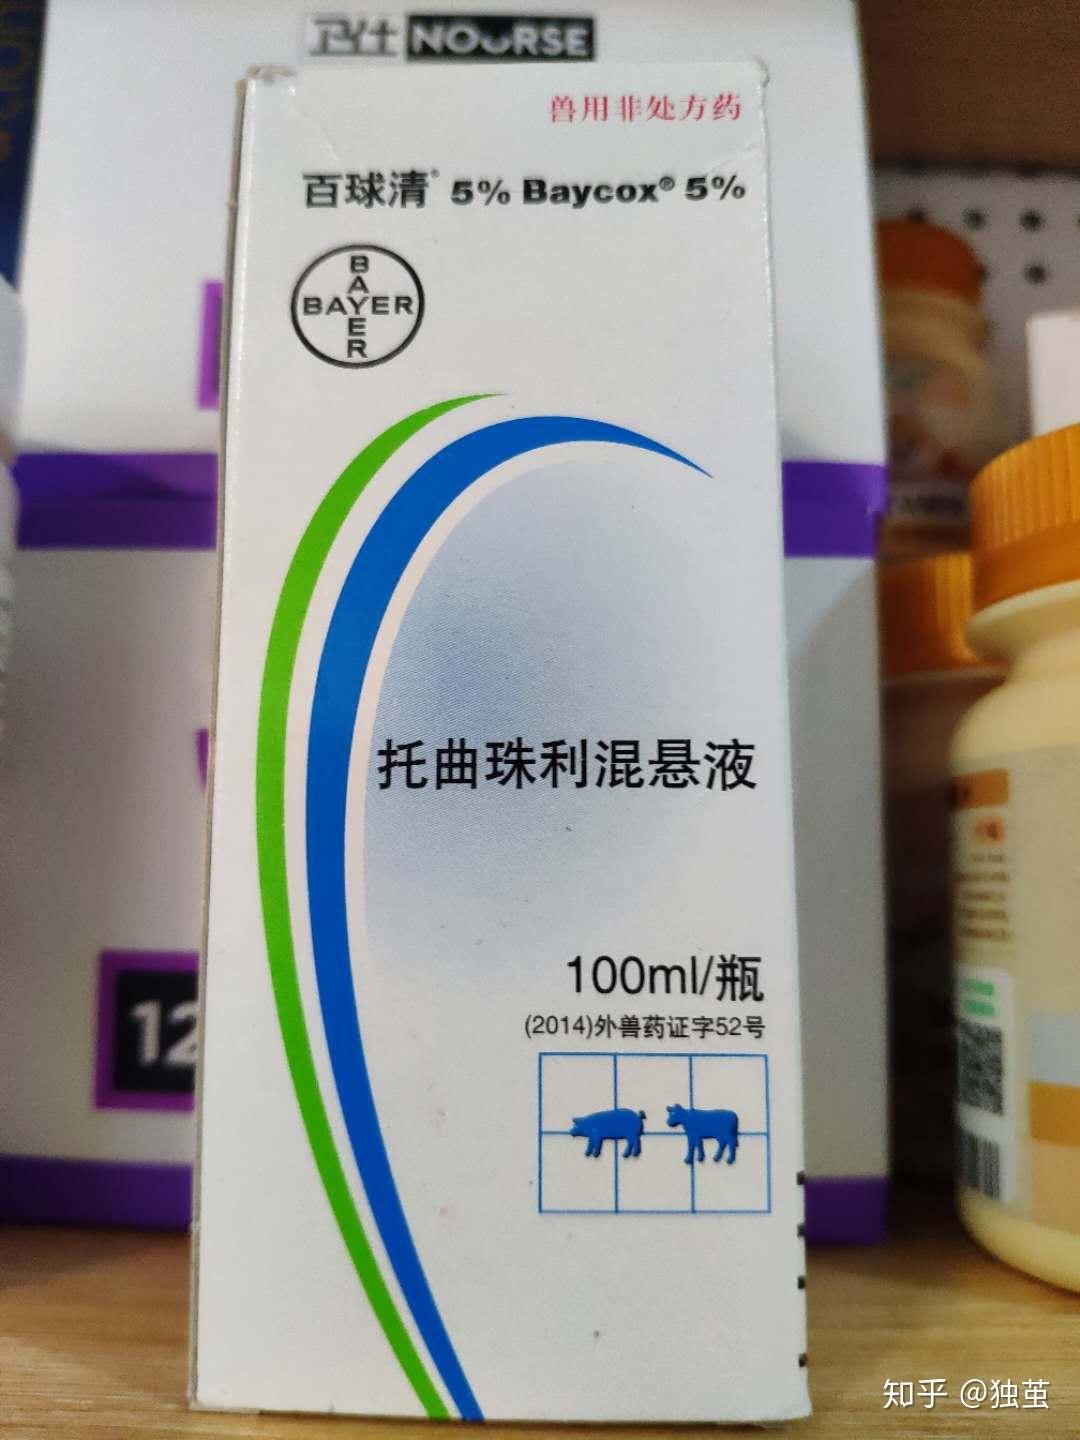 卫仕 NOURSE
兽用非处方药
百球清® 5% Baycox® 5%
BAYER
BAYER
托曲珠利混悬液
100ml/瓶
(2014)外兽药证字52号
12
知乎 @独茧